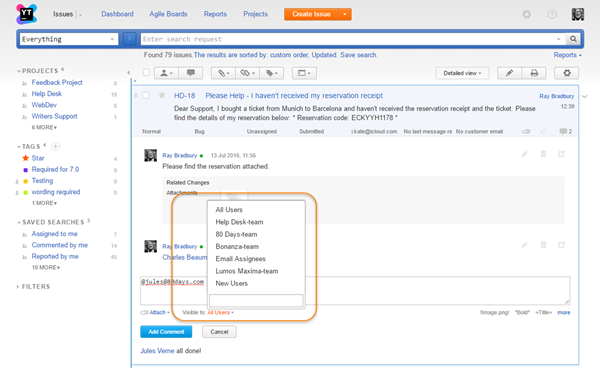 YT
Issues
Dashboard
Agile Boards
Reports
Projects
Create Issue
Everything
Enter search request
Found 79 issues.The results are sorted by: custom order, Updated. Save search.
Reports
PROJECTS 4
Feedback Project 0
Help Desk 19
WebDev 0
Writers Support 0
6 MORE
TAGS 4
Star 4
Required for 7.0 0
Testing 0
wording required 0
1 MORE
SAVED SEARCHES 3
Assigned to me 7
Commented by me 14
Reported by me 45
10 MORE
FILTERS
Detailed view
HD-18 Please Help - I haven't received my reservation receipt
Ray Bradbury
12:39
Dear Support, I bought a ticket from Munich to Barcelona and haven't received the reservation receipt and the ticket. Please
find the details of my reservation below: * Reservation code: ECKYYH1178 *
Normal Bug Unassigned Submitted i.kate@icloud.com No last message re No customer email 2
Ray Bradbury 13 Jul 2016, 11:56
Please find the reservation attached.
Related Changes
Attachments
All Users
Help Desk-team
80 Days-team
Bonanza-team
Email Assignees
Lumos Maxima-team
New Users
Ray Bradbury
Charles Beaum
@jules@80days.com
Attach
Visible to: All Users
!image.png! *Bold* =Title= more
Add Comment
Cancel
Jules Verne all done!